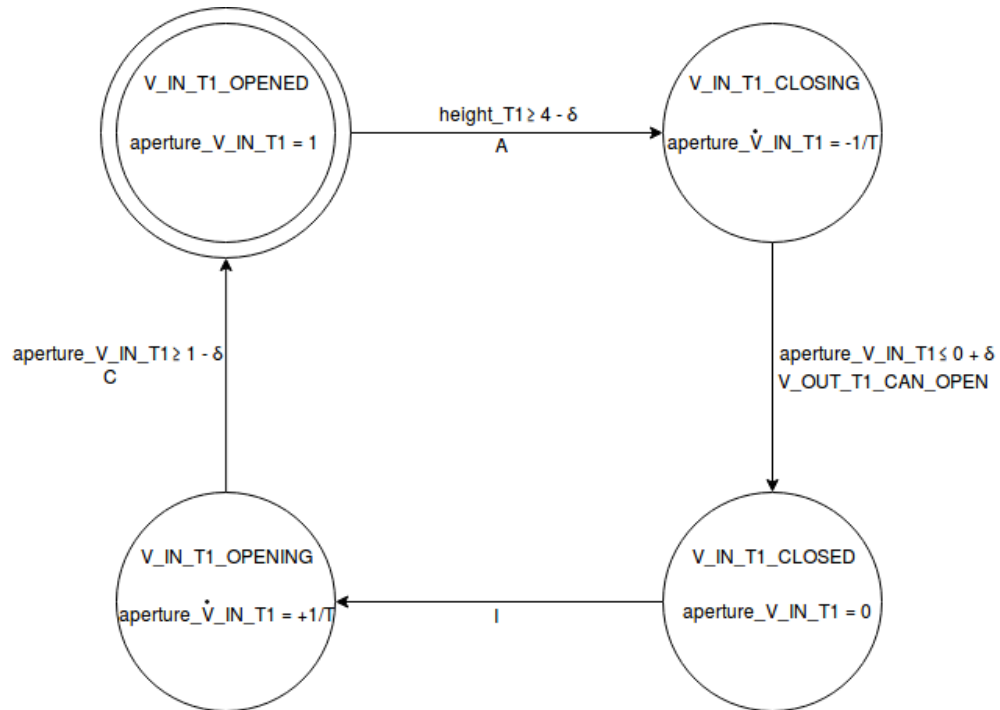 V_IN_T1_OPENED
aperture_V_IN_T1 = 1
height_T1 ≥ 4 - δ
A
V_IN_T1_CLOSING
aperture_V̇_IN_T1 = -1/T
aperture_V_IN_T1 ≥ 1 - δ
C
aperture_V_IN_T1 ≤ 0 + δ
V_OUT_T1_CAN_OPEN
V_IN_T1_OPENING
aperture_V̇_IN_T1 = +1/T
I
V_IN_T1_CLOSED
aperture_V_IN_T1 = 0